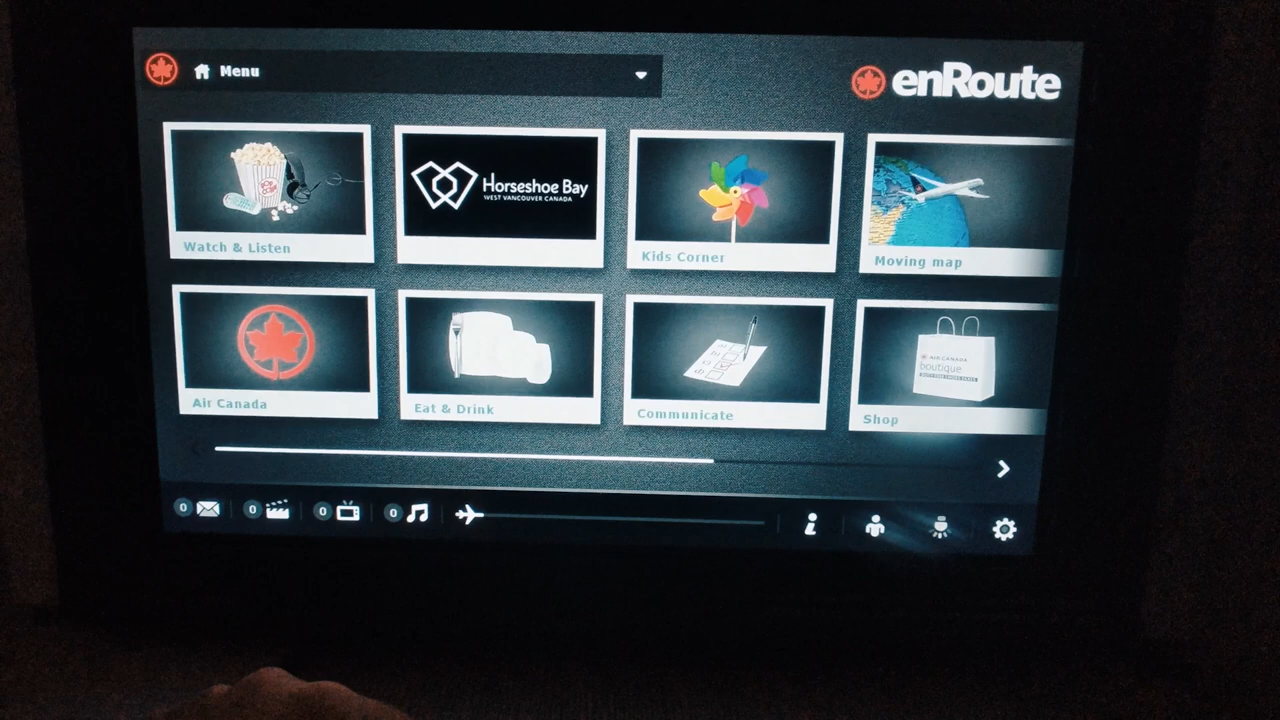 Menu
enRoute
Horseshoe Bay
WEST VANCOUVER CANADA
Watch & Listen
Kids Corner
Moving map
AIR CANADA
boutique
Air Canada
Eat & Drink
Communicate
Shop
0
0
0
0